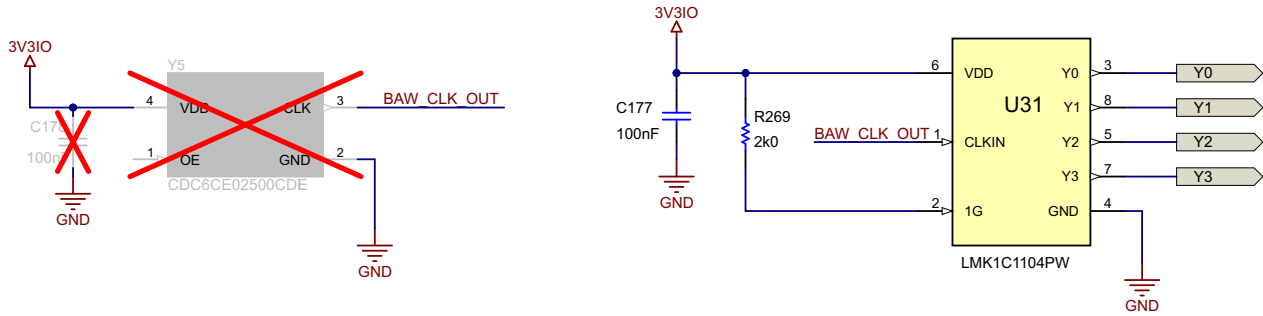 3V3IO
Y5
4
VDD
CLK
3
BAW_CLK_OUT
100n
1
OE
GND
2
CDC6CE02500CDE
GND
GND
3V3IO
C177
100nF
R269
2k0
BAW_CLK_OUT
6
VDD
1
CLKIN
2
1G
U31
Y0
3
Y0
Y1
8
Y1
Y2
5
Y2
Y3
7
Y3
GND
4
LMK1C1104PW
GND
GND